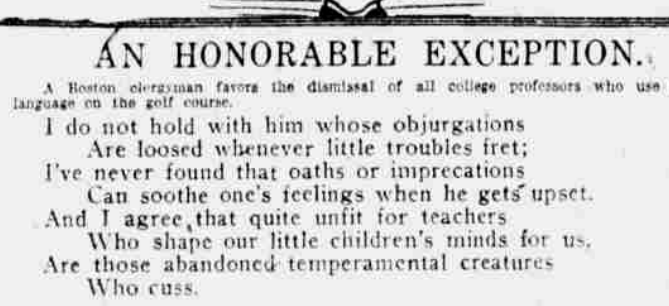 AN HONORABLE EXCEPTION.
A Boston clergyman favors the dismissal of all college professors who use
language on the golf course.
I do not hold with him whose objurgations
Are loosed whenever little troubles fret;
I've never found that oaths or imprecations
Can soothe one's feelings when he gets upset.
And I agree that quite unfit for teachers
Who shape our little children's minds for us,
Are those abandoned temperamental creatures
Who cuss.